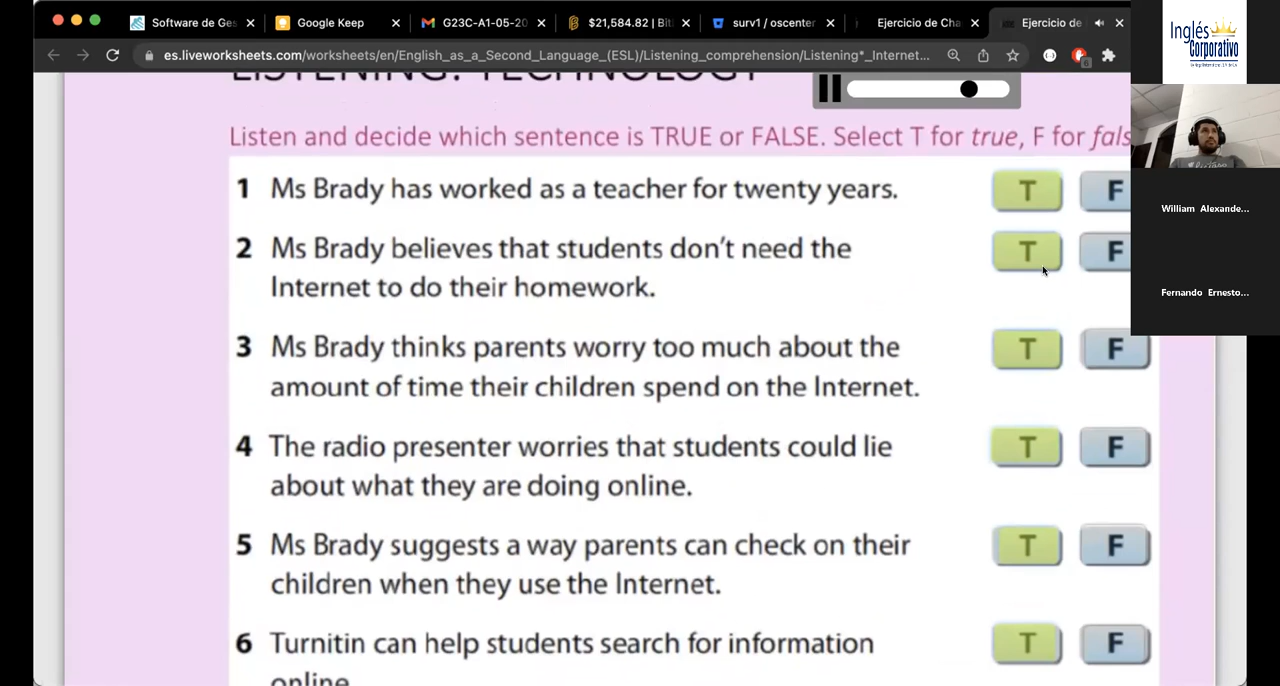 Software de Ges
Google Keep
G23C-A1-05-20
$21,584.82 | Bit
surv1 / oscenter
Ejercicio de Cha
Ejercicio de
es.liveworksheets.com/worksheets/en/English_as_a_Second_Language_(ESL)/Listening_comprehension/Listening*_Internet...
6
Inglés
Corporativo
LISTENING: TECHNOLOGY
Listen and decide which sentence is TRUE or FALSE. Select T for true, F for fals
1 Ms Brady has worked as a teacher for twenty years. T F
2 Ms Brady believes that students don't need the T F
Internet to do their homework.
3 Ms Brady thinks parents worry too much about the T F
amount of time their children spend on the Internet.
4 The radio presenter worries that students could lie T F
about what they are doing online.
5 Ms Brady suggests a way parents can check on their T F
children when they use the Internet.
6 Turnitin can help students search for information T F
online.
William Alexande...
Fernando Ernesto...